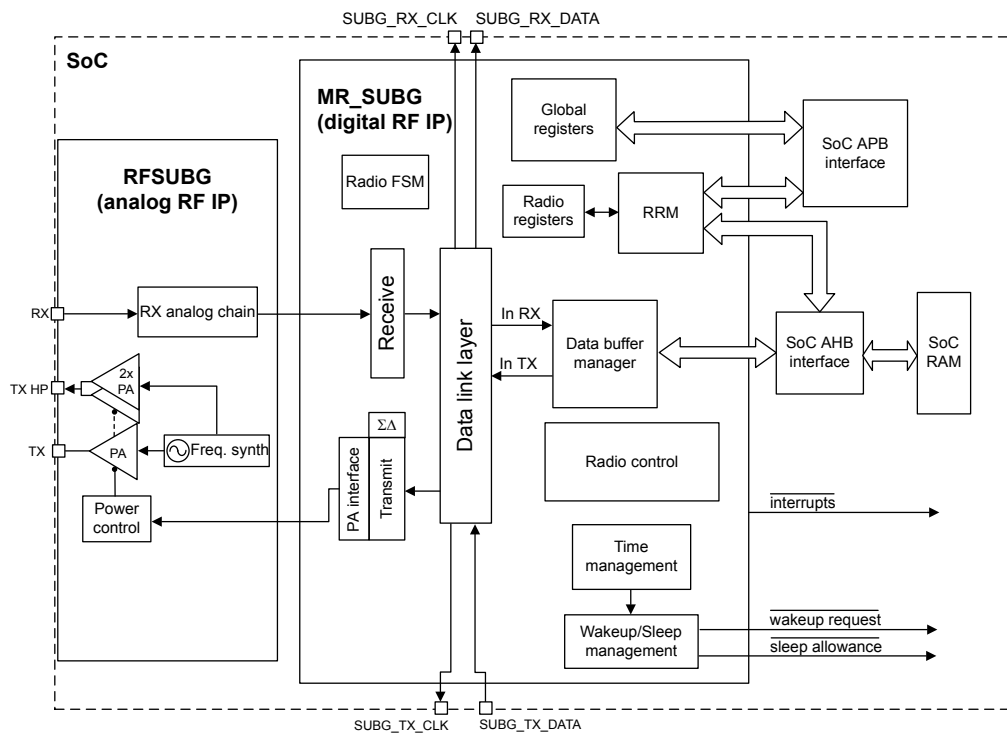 SUBG_RX_CLK
SUBG_RX_DATA
SoC
MR_SUBG
(digital RF IP)
Global
registers
SoC APB
interface
RFSUBG
(analog RF IP)
Radio FSM
Radio
registers
RRM
RX
RX analog chain
Receive
Data link layer
In RX
In TX
Data buffer
manager
SoC AHB
interface
SoC
RAM
TX HP
2x
PA
TX
PA
Freq. synth
ΣΔ
PA interface
Transmit
Radio control
Power
control
interrupts
Time
management
Wakeup/Sleep
management
wakeup request
sleep allowance
SUBG_TX_CLK
SUBG_TX_DATA